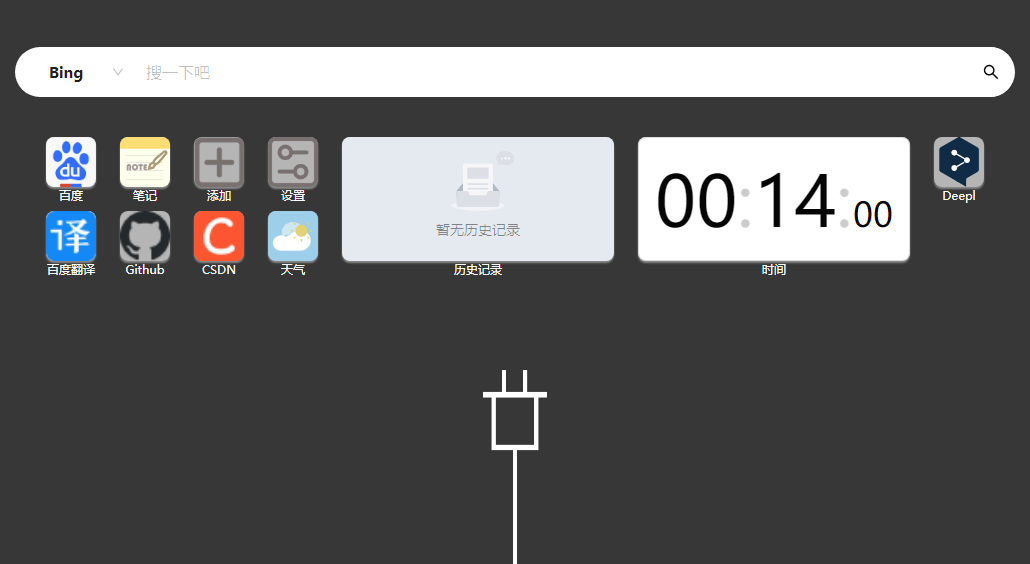 Bing
搜一下吧
du
百度
NOTE
笔记
添加
设置
译
百度翻译
Github
C
CSDN
天气
暂无历史记录
历史记录
00:14:00
时间
Deepl